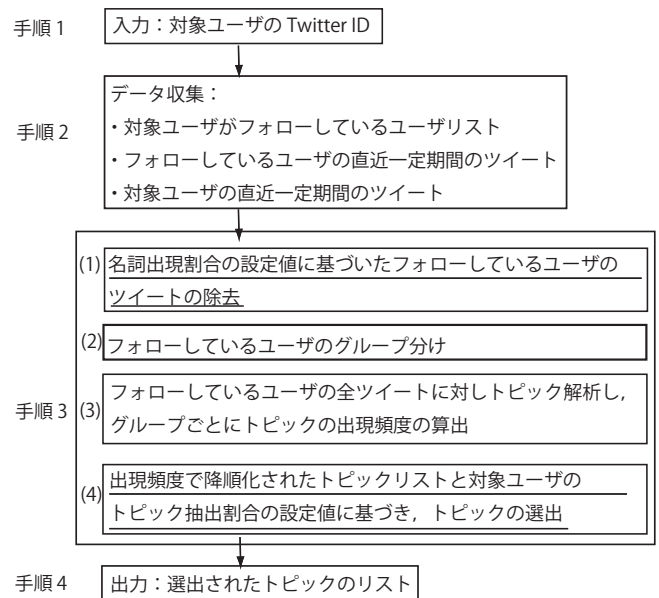 手順 1
入力：対象ユーザの Twitter ID
手順 2
データ収集：
・対象ユーザがフォローしているユーザリスト
・フォローしているユーザの直近一定期間のツイート
・対象ユーザの直近一定期間のツイート
手順 3
(1) 名詞出現割合の設定値に基づいたフォローしているユーザの
ツイートの除去
(2) フォローしているユーザのグループ分け
(3) フォローしているユーザの全ツイートに対しトピック解析し，
グループごとにトピックの出現頻度の算出
(4) 出現頻度で降順化されたトピックリストと対象ユーザの
トピック抽出割合の設定値に基づき，トピックの選出
手順 4
出力：選出されたトピックのリスト